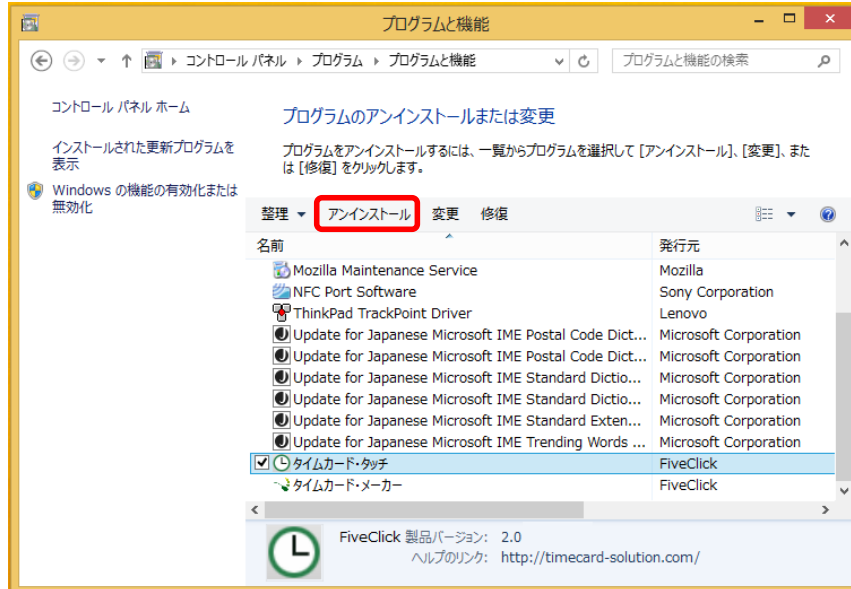 プログラムと機能
コントロール パネル プログラム プログラムと機能
プログラムと機能の検索
コントロール パネル ホーム
インストールされた更新プログラムを
表示
Windows の機能の有効化または
無効化
プログラムのアンインストールまたは変更
プログラムをアンインストールするには、一覧からプログラムを選択して [アンインストール]、[変更]、また
は [修復] をクリックします。
整理 アンインストール 変更 修復
名前 発行元
Mozilla Maintenance Service Mozilla
NFC Port Software Sony Corporation
ThinkPad TrackPoint Driver Lenovo
Update for Japanese Microsoft IME Postal Code Dict... Microsoft Corporation
Update for Japanese Microsoft IME Postal Code Dict... Microsoft Corporation
Update for Japanese Microsoft IME Standard Dictio... Microsoft Corporation
Update for Japanese Microsoft IME Standard Dictio... Microsoft Corporation
Update for Japanese Microsoft IME Standard Exten... Microsoft Corporation
Update for Japanese Microsoft IME Trending Words ... Microsoft Corporation
タイムカード・タッチ FiveClick
タイムカード・メーカー FiveClick
FiveClick 製品バージョン: 2.0
ヘルプのリンク: http://timecard-solution.com/